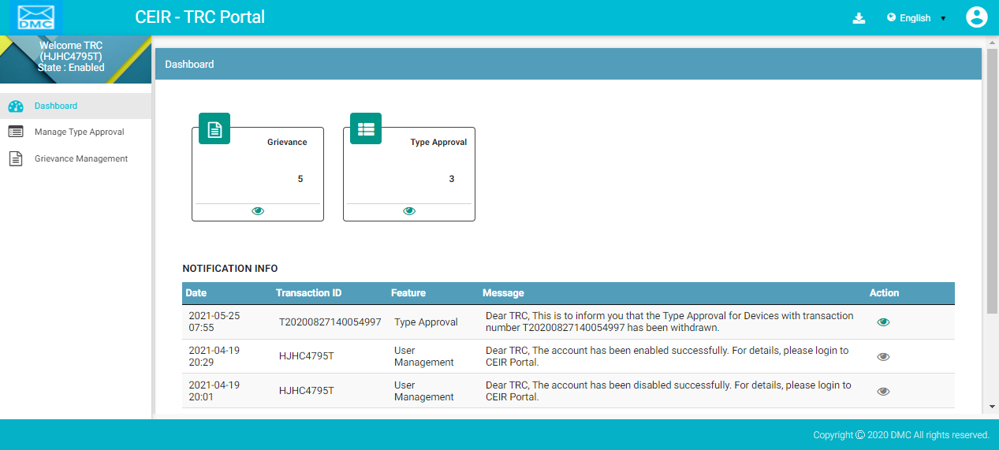 DMC
CEIR - TRC Portal
English
Welcome TRC
(HJHC4795T)
State : Enabled
Dashboard
Manage Type Approval
Grievance Management
Dashboard
Grievance
5
Type Approval
3
NOTIFICATION INFO
Date Transaction ID Feature Message Action
2021-05-25
07:55
T20200827140054997
Type Approval
Dear TRC, This is to inform you that the Type Approval for Devices with transaction
number T20200827140054997 has been withdrawn.
2021-04-19
20:29
HJHC4795T
User
Management
Dear TRC, The account has been enabled successfully. For details, please login to
CEIR Portal.
2021-04-19
20:01
HJHC4795T
User
Management
Dear TRC, The account has been disabled successfully. For details, please login to
CEIR Portal.
Copyright © 2020 DMC All rights reserved.